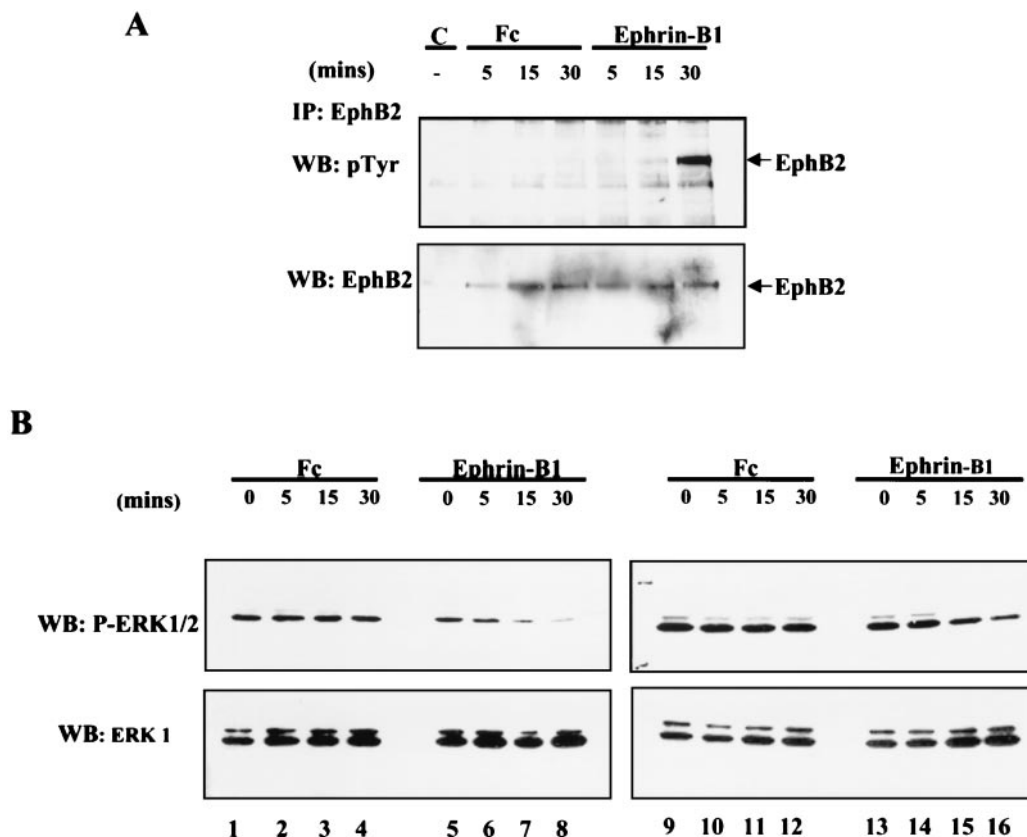 A
C Fc Ephrin-B1
(mins) - 5 15 30 5 15 30
IP: EphB2
WB: pTyr EphB2
WB: EphB2 EphB2
B
Fc Ephrin-B1 Fc Ephrin-B1
(mins) 0 5 15 30 0 5 15 30 0 5 15 30 0 5 15 30
WB: P-ERK1/2
WB: ERK 1
1 2 3 4 5 6 7 8 9 10 11 12 13 14 15 16